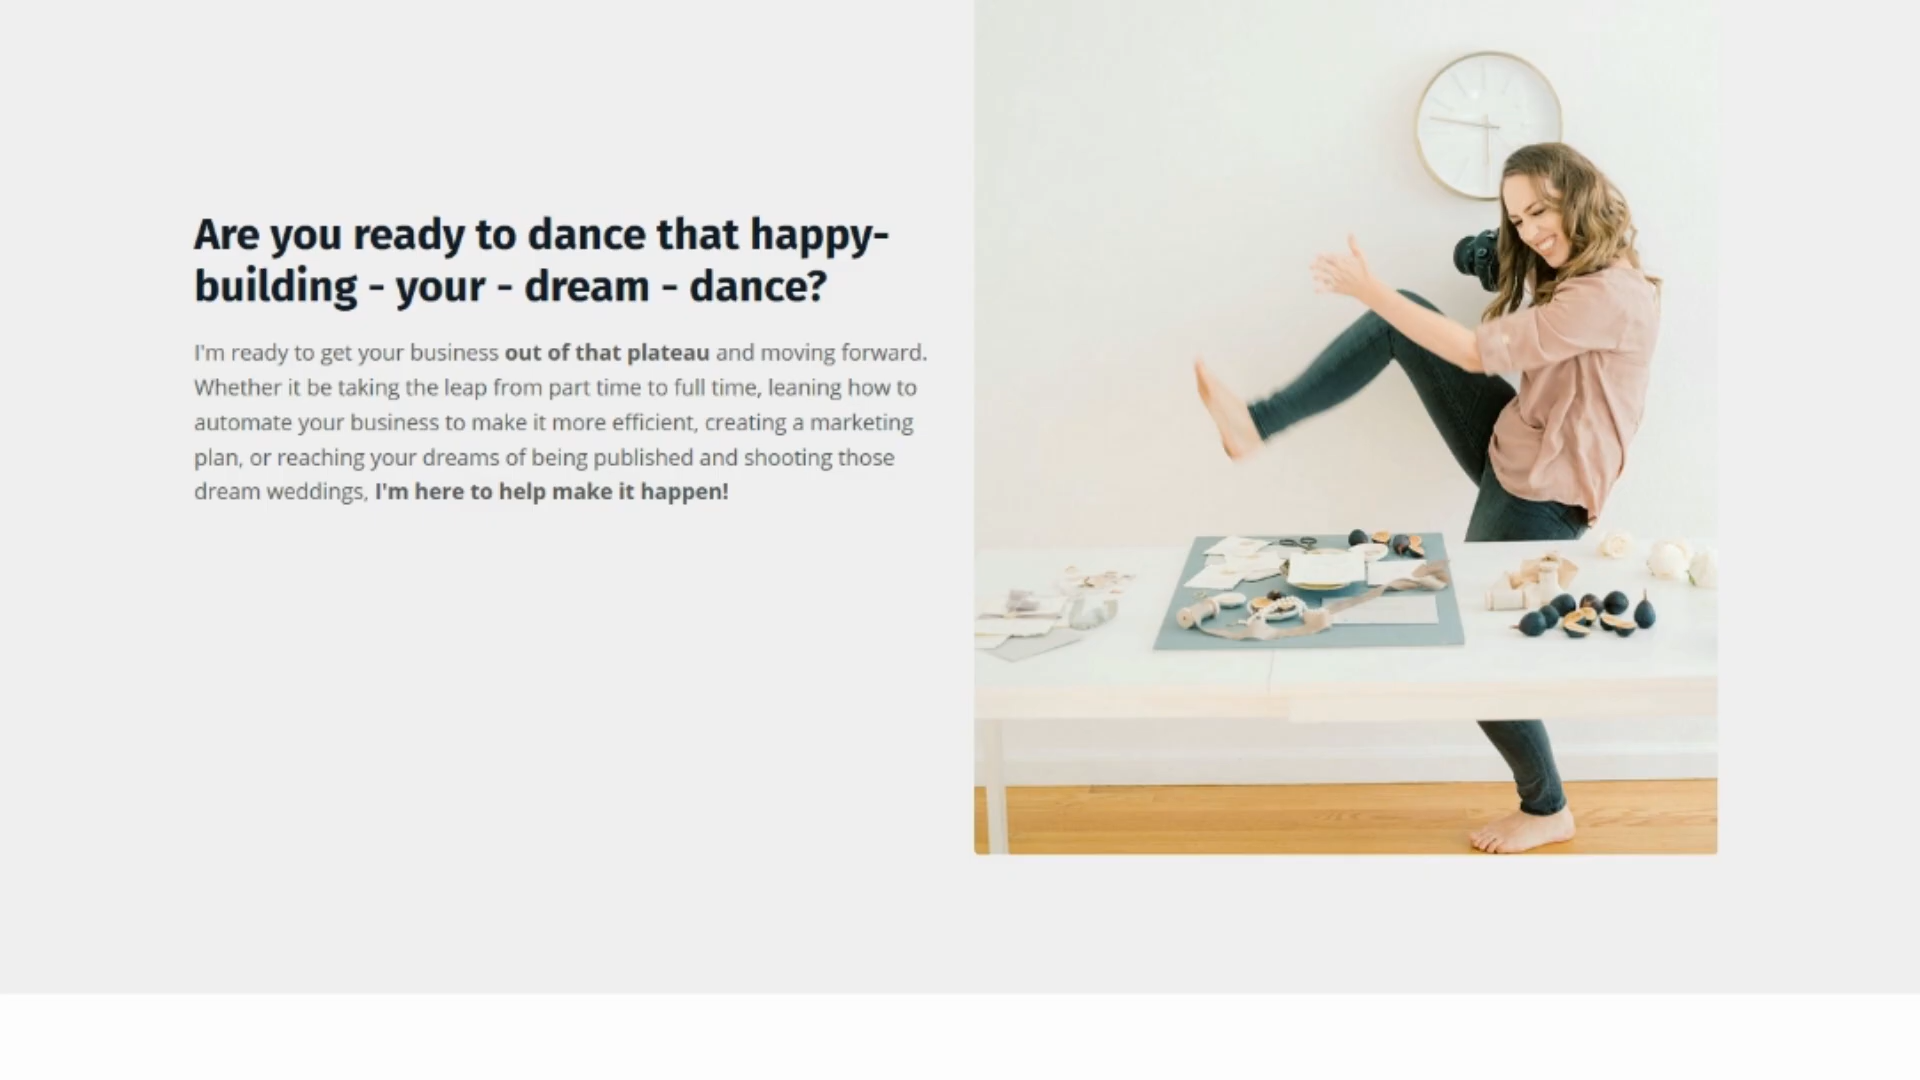 Are you ready to dance that happy-
building - your - dream - dance?
I'm ready to get your business out of that plateau and moving forward.
Whether it be taking the leap from part time to full time, leaning how to
automate your business to make it more efficient, creating a marketing
plan, or reaching your dreams of being published and shooting those
dream weddings, I'm here to help make it happen!